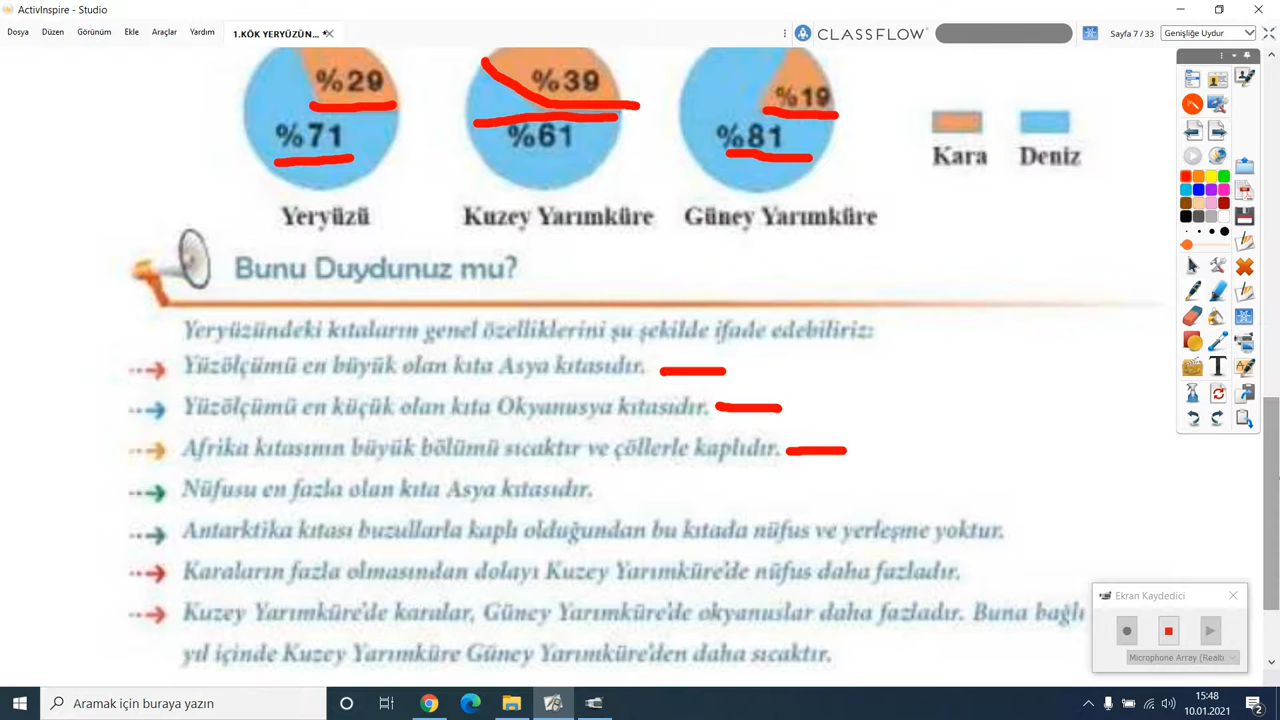 ActivInspire - Studio
Dosya Düzen Görünüm Ekle Araçlar Yardım 1.KÖK YERYÜZÜN... CLASSFLOW Sayfa 7 / 33 Genişliğe Uydur
%29 %39 %19
%71 %61 %81
Kara Deniz
Yeryüzü Kuzey Yarımküre Güney Yarımküre
Bunu Duydunuz mu?
Yeryüzündeki kıtaların genel özelliklerini şu şekilde ifade edebiliriz:
Yüzölçümü en büyük olan kıta Asya kıtasıdır.
Yüzölçümü en küçük olan kıta Okyanusya kıtasıdır.
Afrika kıtasının büyük bölümü sıcaktır ve çöllerle kaplıdır.
Nüfusu en fazla olan kıta Asya kıtasıdır.
Antarktika kıtası buzullarla kaplı olduğundan bu kıtada nüfus ve yerleşme yoktur.
Karaların fazla olmasından dolayı Kuzey Yarımküre'de nüfus daha fazladır.
Kuzey Yarımküre'de karalar, Güney Yarımküre'de okyanuslar daha fazladır. Buna bağlı
yıl içinde Kuzey Yarımküre Güney Yarımküre'den daha sıcaktır.
Ekran Kaydedici
Microphone Array (Realt
Aramak için buraya yazın
15:48
10.01.2021
2